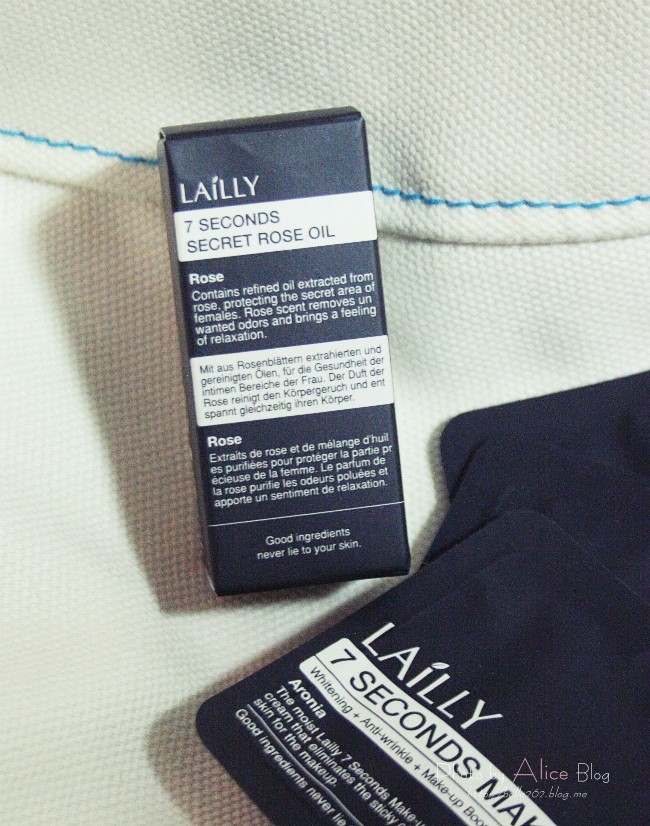 LAiLLY
7 SECONDS
SECRET ROSE OIL
Rose
Contains refined oil extracted from
rose, protecting the secret area of
females. Rose scent removes un
wanted odors and brings a feeling
of relaxation.
Mit aus Rosenblättern extrahierten und
gereinigten Ölen, für die Gesundheit der
intimen Bereiche der Frau. Der Duft der
Rose reinigt den Körpergeruch und ent
spannt gleichzeitig ihren Körper.
Rose
Extraits de rose et de mélange d'huil
es purifiées pour protéger la partie pr
écieuse de la femme. Le parfum de
la rose purifie les odeurs poluées et
apporte un sentiment de relaxation.
Good ingredients
never lie to your skin.
LAiLLY
7 SECONDS MAK
Whitening + Anti-wrinkle + Make-up Boos
Aronia
The moist Lailly 7 Seconds Make-u
cream that eliminates the sticky
skin for the makeup.
Good ingredients never lie
Photo by Alice Blog
blog.me